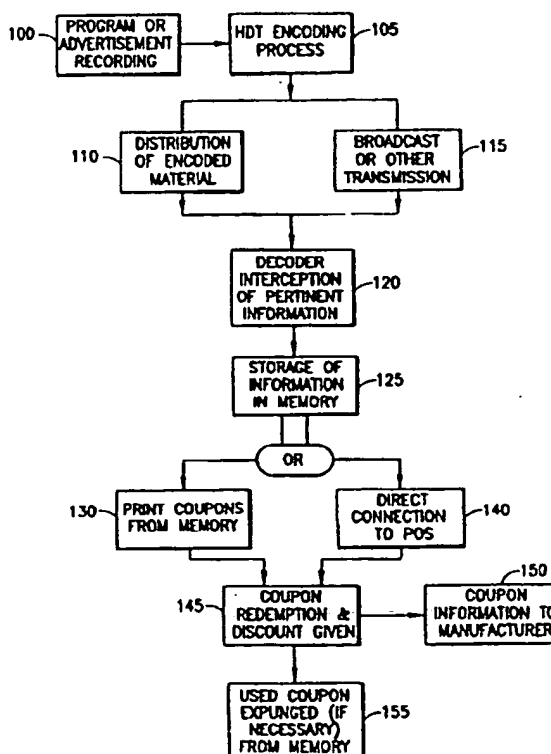 100
PROGRAM OR
ADVERTISEMENT
RECORDING
HDT ENCODING
PROCESS
105
110
DISTRIBUTION
OF ENCODED
MATERIAL
BROADCAST
OR OTHER
TRANSMISSION
115
DECODER
INTERCEPTION
OF PERTINENT
INFORMATION
120
STORAGE OF
INFORMATION
IN MEMORY
125
OR
130
PRINT COUPONS
FROM MEMORY
DIRECT
CONNECTION
TO POS
140
145
COUPON
REDEMPTION &
DISCOUNT GIVEN
150
COUPON
INFORMATION TO
MANUFACTURER
USED COUPON
EXPUNGED (IF
NECESSARY)
FROM MEMORY
155